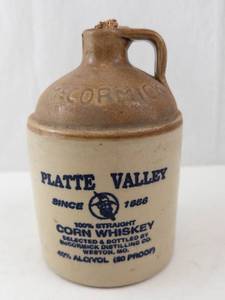 McCORMICK
PLATTE VALLEY
SINCE 1856
100% STRAIGHT
CORN WHISKEY
SELECTED & BOTTLED BY
McCORMICK DISTILLING CO.
WESTON, MO.
40% ALC/VOL (80 PROOF)